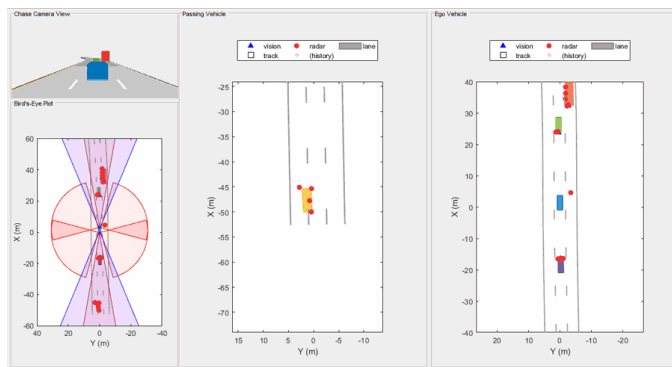 Chase Camera View
Bird's-Eye Plot
60
40
20
0
-20
-40
-60
X (m)
40
20
0
-20
-40
Y (m)
Passing Vehicle
vision
radar
lane
track
(history)
-25
-30
-35
-40
-45
-50
-55
-60
-65
-70
X (m)
5
0
-5
-10
Y (m)
Ego Vehicle
vision
radar
lane
track
(history)
40
30
20
10
0
-10
-20
-30
-40
X (m)
20
10
0
-10
-20
Y (m)